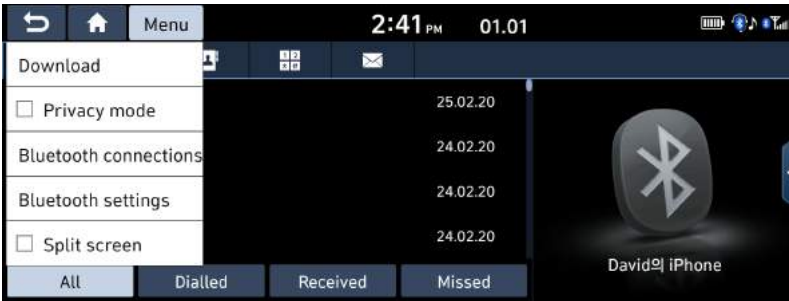 Menu
2:41 PM 01.01
Download
Privacy mode
25.02.20
Bluetooth connections
24.02.20
Bluetooth settings
24.02.20
Split screen
24.02.20
David의 iPhone
All Dialled Received Missed